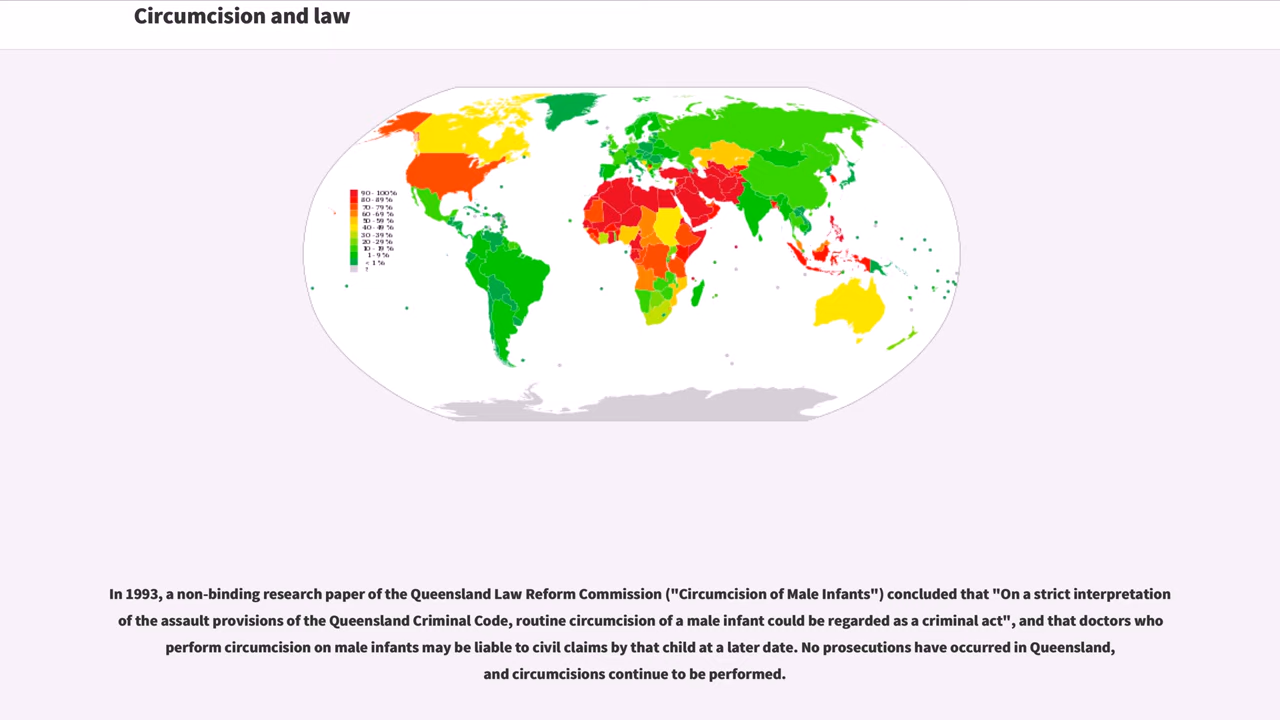 Circumcision and law
90 - 100%
80 - 89 %
70 - 79 %
60 - 69 %
50 - 59 %
40 - 49 %
30 - 39 %
20 - 29 %
10 - 19 %
1 - 9 %
< 1 %
?
In 1993, a non-binding research paper of the Queensland Law Reform Commission ("Circumcision of Male Infants") concluded that "On a strict interpretation
of the assault provisions of the Queensland Criminal Code, routine circumcision of a male infant could be regarded as a criminal act", and that doctors who
perform circumcision on male infants may be liable to civil claims by that child at a later date. No prosecutions have occurred in Queensland,
and circumcisions continue to be performed.